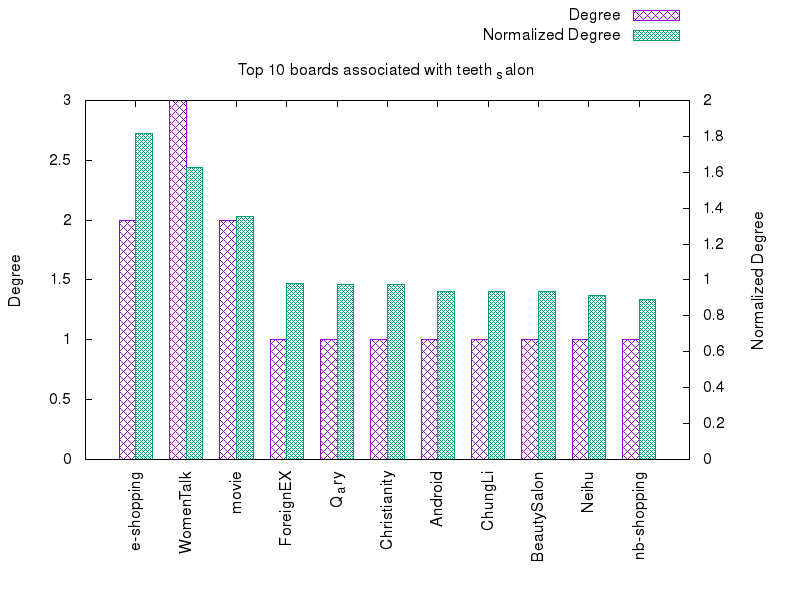 Degree
Normalized Degree
Top 10 boards associated with teeth salon
3
2.5
2
1.5
1
0.5
0
2
1.8
1.6
1.4
1.2
1
0.8
0.6
0.4
0.2
0
Degree
Normalized Degree
e-shopping
WomenTalk
movie
ForeignEX
Qary
Christianity
Android
ChungLi
BeautySalon
Neihu
nb-shopping